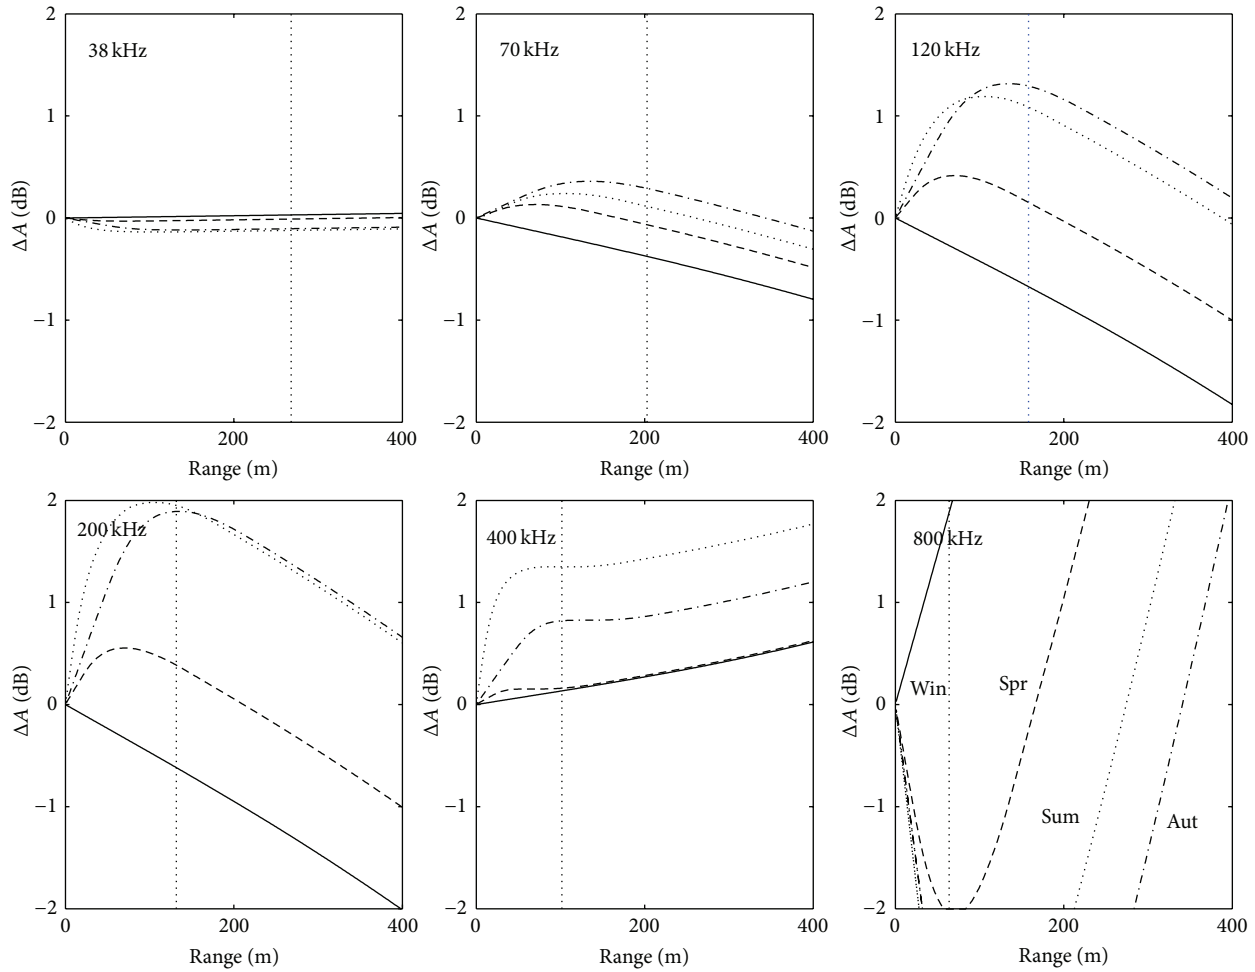 2
38 kHz
1
0
−1
−2
ΔA (dB)
0 200 400
Range (m)
2
70 kHz
1
0
−1
−2
ΔA (dB)
0 200 400
Range (m)
2
120 kHz
1
0
−1
−2
ΔA (dB)
0 200 400
Range (m)
2
200 kHz
1
0
−1
−2
ΔA (dB)
0 200 400
Range (m)
2
400 kHz
1
0
−1
−2
ΔA (dB)
0 200 400
Range (m)
2
800 kHz
1
Win Spr
0
Sum Aut
−1
−2
ΔA (dB)
0 200 400
Range (m)